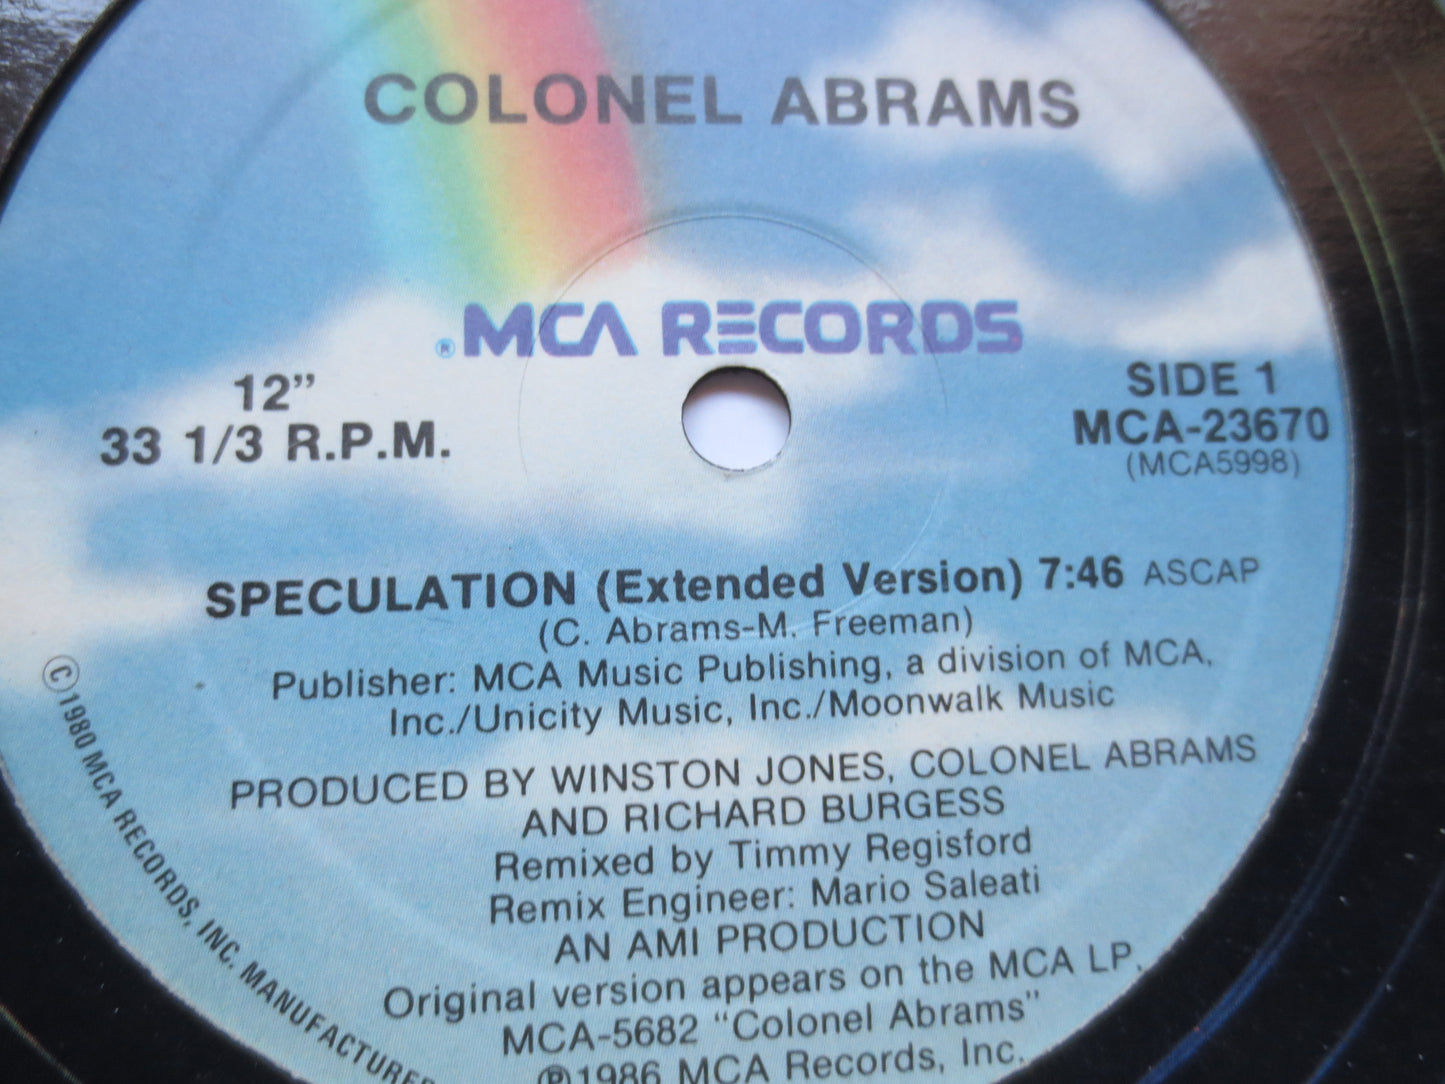 COLONEL ABRAMS
® MCA RECORDS
12”
33 1/3 R.P.M.
SIDE 1
MCA-23670
(MCA5998)
SPECULATION (Extended Version) 7:46 ASCAP
(C. Abrams-M. Freeman)
Publisher: MCA Music Publishing, a division of MCA,
Inc./Unicity Music, Inc./Moonwalk Music
PRODUCED BY WINSTON JONES, COLONEL ABRAMS
AND RICHARD BURGESS
Remixed by Timmy Regisford
Remix Engineer: Mario Saleati
AN AMI PRODUCTION
Original version appears on the MCA LP,
MCA-5682 “Colonel Abrams”
℗1986 MCA Records, Inc.
©1980 MCA RECORDS, INC. MANUFACTURE